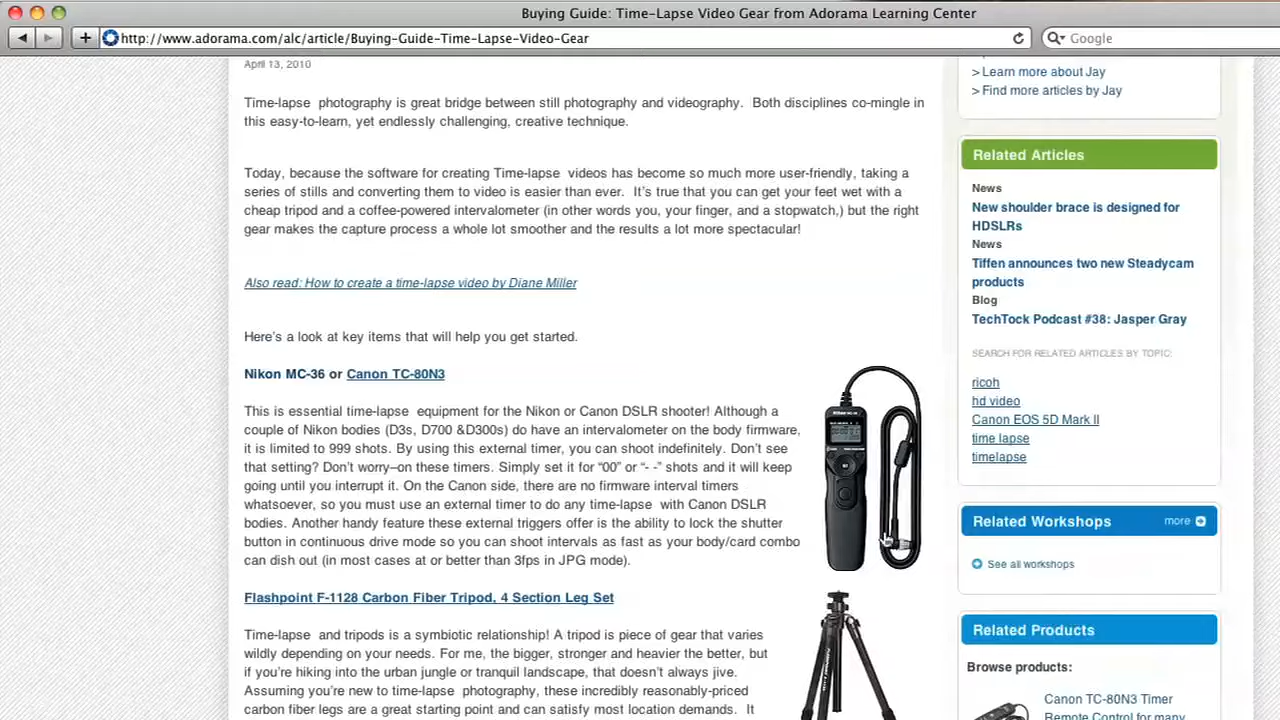 Buying Guide: Time-Lapse Video Gear from Adorama Learning Center
http://www.adorama.com/alc/article/Buying-Guide-Time-Lapse-Video-Gear
Google
April 13, 2010
Time-lapse photography is great bridge between still photography and videography. Both disciplines co-mingle in
this easy-to-learn, yet endlessly challenging, creative technique.
Today, because the software for creating Time-lapse videos has become so much more user-friendly, taking a
series of stills and converting them to video is easier than ever. It's true that you can get your feet wet with a
cheap tripod and a coffee-powered intervalometer (in other words you, your finger, and a stopwatch,) but the right
gear makes the capture process a whole lot smoother and the results a lot more spectacular!
Also read: How to create a time-lapse video by Diane Miller
Here's a look at key items that will help you get started.
Nikon MC-36 or Canon TC-80N3
This is essential time-lapse equipment for the Nikon or Canon DSLR shooter! Although a
couple of Nikon bodies (D3s, D700 &D300s) do have an intervalometer on the body firmware,
it is limited to 999 shots. By using this external timer, you can shoot indefinitely. Don't see
that setting? Don't worry–on these timers. Simply set it for “00” or “- -” shots and it will keep
going until you interrupt it. On the Canon side, there are no firmware interval timers
whatsoever, so you must use an external timer to do any time-lapse with Canon DSLR
bodies. Another handy feature these external triggers offer is the ability to lock the shutter
button in continuous drive mode so you can shoot intervals as fast as your body/card combo
can dish out (in most cases at or better than 3fps in JPG mode).
Flashpoint F-1128 Carbon Fiber Tripod, 4 Section Leg Set
Time-lapse and tripods is a symbiotic relationship! A tripod is piece of gear that varies
wildly depending on your needs. For me, the bigger, stronger and heavier the better, but
if you're hiking into the urban jungle or tranquil landscape, that doesn't always jive.
Assuming you're new to time-lapse photography, these incredibly reasonably-priced
carbon fiber legs are a great starting point and can satisfy most location demands. It
> Learn more about Jay
> Find more articles by Jay
Related Articles
News
New shoulder brace is designed for
HDSLRs
News
Tiffen announces two new Steadycam
products
Blog
TechTock Podcast #38: Jasper Gray
SEARCH FOR RELATED ARTICLES BY TOPIC:
ricoh
hd video
Canon EOS 5D Mark II
time lapse
timelapse
Related Workshops more
See all workshops
Related Products
Browse products:
Canon TC-80N3 Timer
Remote Control for many